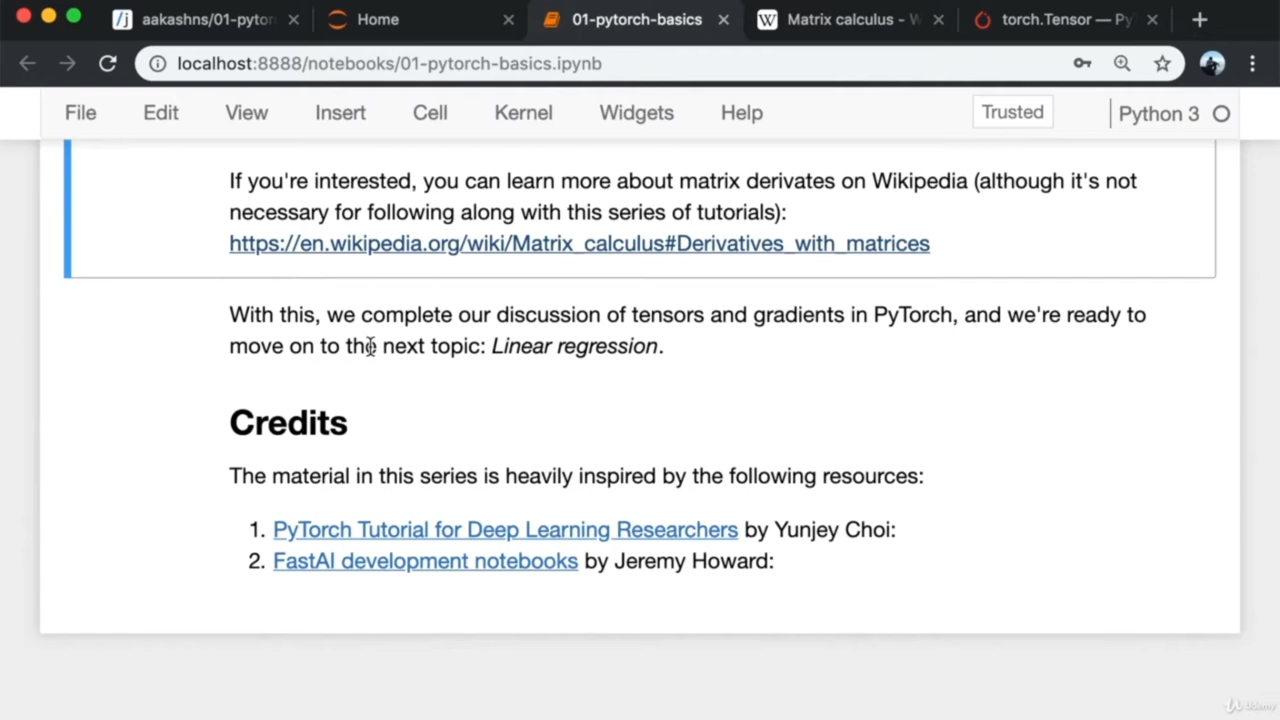 aakashns/01-pytor
Home
01-pytorch-basics
Matrix calculus - W
torch.Tensor — Py
localhost:8888/notebooks/01-pytorch-basics.ipynb
File Edit View Insert Cell Kernel Widgets Help Trusted Python 3
If you're interested, you can learn more about matrix derivates on Wikipedia (although it's not
necessary for following along with this series of tutorials):
https://en.wikipedia.org/wiki/Matrix_calculus#Derivatives_with_matrices
With this, we complete our discussion of tensors and gradients in PyTorch, and we're ready to
move on to the next topic: Linear regression.
Credits
The material in this series is heavily inspired by the following resources:
1. PyTorch Tutorial for Deep Learning Researchers by Yunjey Choi:
2. FastAI development notebooks by Jeremy Howard:
Udemy